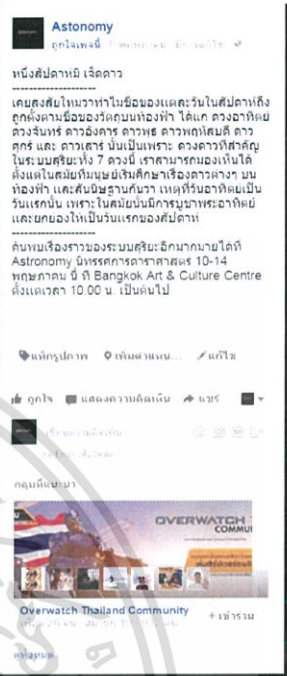 Astonomy
ถูกใจเพจนี้
หนึ่งสัปดาห์มี เจ็ดดาว
--------------------
เคยสงสัยไหมว่าทำไมชื่อของแต่ละวันในสัปดาห์ถึง
ถูกตั้งตามชื่อของวัตถุบนท้องฟ้า ได้แก่ ดวงอาทิตย์
ดวงจันทร์ ดาวอังคาร ดาวพุธ ดาวพฤหัสบดี ดาว
ศุกร์ และ ดาวเสาร์ นั่นเป็นเพราะ ดวงดาวที่สำคัญ
ในระบบสุริยะทั้ง 7 ดวงนี้ เราสามารถมองเห็นได้
ตั้งแต่ในสมัยที่มนุษย์เริ่มศึกษาเรื่องดาวต่างๆ บน
ท้องฟ้า และสันนิษฐานกันว่า เหตุที่วันอาทิตย์เป็น
วันแรกนั้น เพราะในสมัยนั้นมีการบูชาพระอาทิตย์
และยกย่องให้เป็นวันแรกของสัปดาห์
--------------------
ค้นพบเรื่องราวของระบบสุริยะอีกมากมายได้ที่
Astronomy นิทรรศการดาราศาสตร์ 10-14
พฤษภาคม นี้ ที่ Bangkok Art & Culture Centre
ตั้งแต่เวลา 10.00 น. เป็นต้นไป
แท็กรูปภาพ เพิ่มตำแหน่... แก้ไข
ถูกใจ แสดงความคิดเห็น แชร์
กลุ่มที่แนะนำ
OVERWATCH
COMMU
Overwatch Thailand Community + เข้าร่วม
ดูทั้งหมด